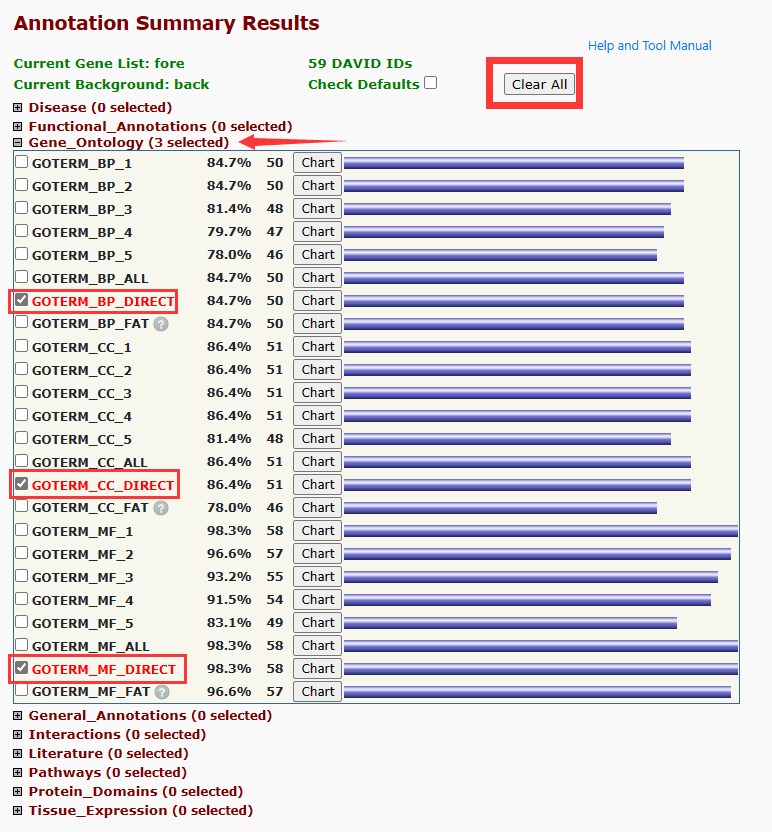 Annotation Summary Results
Help and Tool Manual
Current Gene List: fore 59 DAVID IDs
Current Background: back Check Defaults Clear All
Disease (0 selected)
Functional_Annotations (0 selected)
Gene_Ontology (3 selected)
GOTERM_BP_1 84.7% 50 Chart
GOTERM_BP_2 84.7% 50 Chart
GOTERM_BP_3 81.4% 48 Chart
GOTERM_BP_4 79.7% 47 Chart
GOTERM_BP_5 78.0% 46 Chart
GOTERM_BP_ALL 84.7% 50 Chart
GOTERM_BP_DIRECT 84.7% 50 Chart
GOTERM_BP_FAT ? 84.7% 50 Chart
GOTERM_CC_1 86.4% 51 Chart
GOTERM_CC_2 86.4% 51 Chart
GOTERM_CC_3 86.4% 51 Chart
GOTERM_CC_4 86.4% 51 Chart
GOTERM_CC_5 81.4% 48 Chart
GOTERM_CC_ALL 86.4% 51 Chart
GOTERM_CC_DIRECT 86.4% 51 Chart
GOTERM_CC_FAT ? 78.0% 46 Chart
GOTERM_MF_1 98.3% 58 Chart
GOTERM_MF_2 96.6% 57 Chart
GOTERM_MF_3 93.2% 55 Chart
GOTERM_MF_4 91.5% 54 Chart
GOTERM_MF_5 83.1% 49 Chart
GOTERM_MF_ALL 98.3% 58 Chart
GOTERM_MF_DIRECT 98.3% 58 Chart
GOTERM_MF_FAT ? 96.6% 57 Chart
General_Annotations (0 selected)
Interactions (0 selected)
Literature (0 selected)
Pathways (0 selected)
Protein_Domains (0 selected)
Tissue_Expression (0 selected)